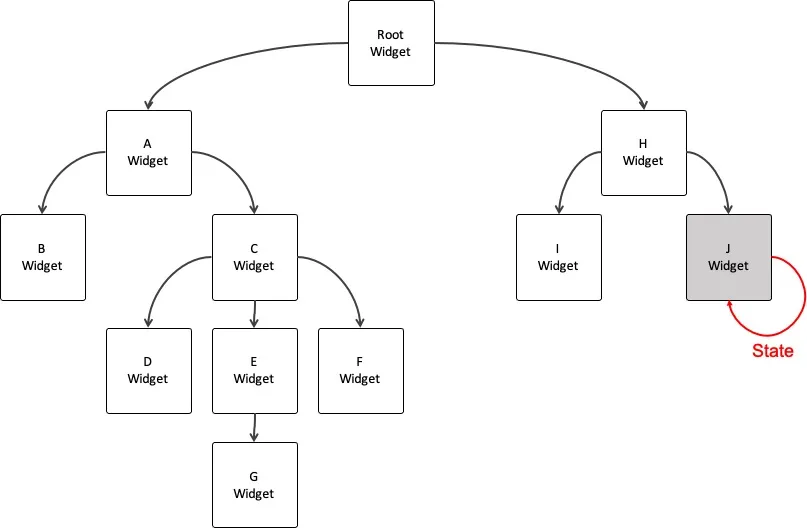 Root
Widget
A
Widget
H
Widget
B
Widget
C
Widget
I
Widget
J
Widget
State
D
Widget
E
Widget
F
Widget
G
Widget